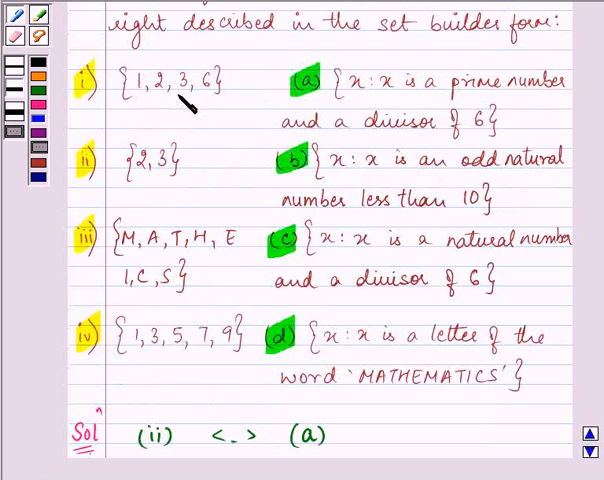 right described in the set builder form:
i) {1, 2, 3, 6} (a) {x : x is a prime number
and a divisor of 6}
ii) {2, 3} (b) {x : x is an odd natural
number less than 10}
iii) {M, A, T, H, E (c) {x : x is a natural number
I, C, S} and a divisor of 6}
iv) {1, 3, 5, 7, 9} (d) {x : x is a letter of the
word 'MATHEMATICS'}
Solⁿ (ii) <-> (a)